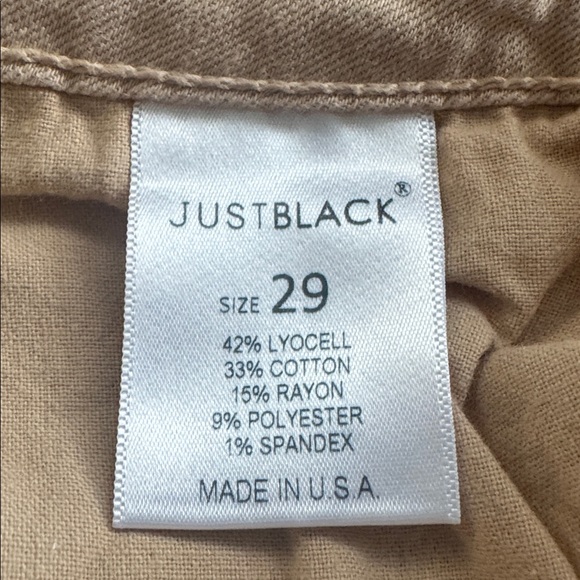 JUSTBLACK®
SIZE 29
42% LYOCELL
33% COTTON
15% RAYON
9% POLYESTER
1% SPANDEX
MADE IN U.S.A.